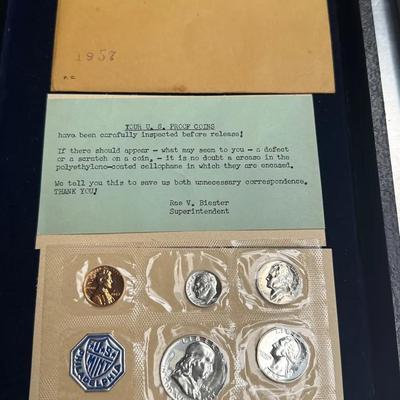 1957
P.C.
YOUR U. S. PROOF COINS
have been carefully inspected before release!
If there should appear - what may seem to you - a defect
or a scratch on a coin, - it is no doubt a crease in the
polyethylene-coated cellophane in which they are encased.
We tell you this to save us both unnecessary correspondence.
THANK YOU!
Rae V. Biester
Superintendent
U.S.
MINT
PHILADELPHIA